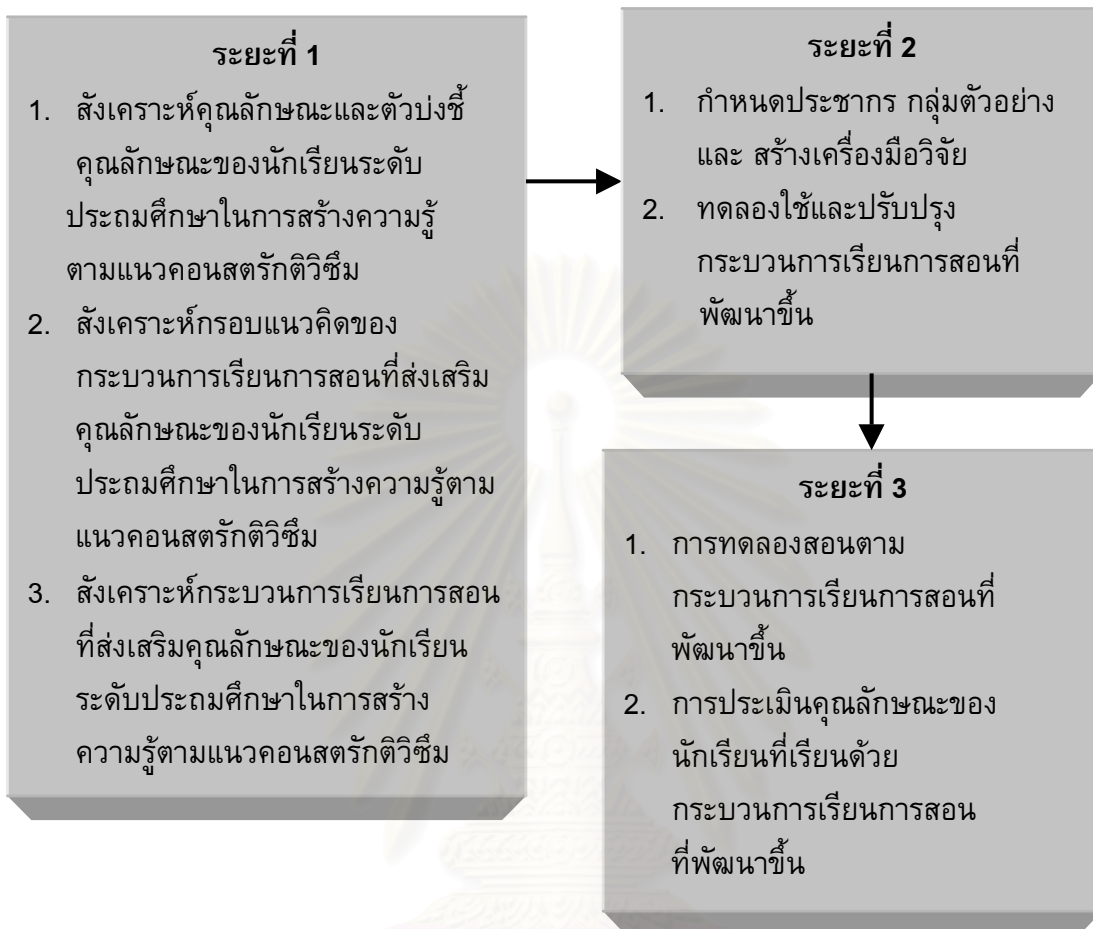 ระยะที่ 1
1. สังเคราะห์คุณลักษณะและตัวบ่งชี้
คุณลักษณะของนักเรียนระดับ
ประถมศึกษาในการสร้างความรู้
ตามแนวคอนสตรักติวิซึม
2. สังเคราะห์กรอบแนวคิดของ
กระบวนการเรียนการสอนที่ส่งเสริม
คุณลักษณะของนักเรียนระดับ
ประถมศึกษาในการสร้างความรู้ตาม
แนวคอนสตรักติวิซึม
3. สังเคราะห์กระบวนการเรียนการสอน
ที่ส่งเสริมคุณลักษณะของนักเรียน
ระดับประถมศึกษาในการสร้าง
ความรู้ตามแนวคอนสตรักติวิซึม
ระยะที่ 2
1. กำหนดประชากร กลุ่มตัวอย่าง
และ สร้างเครื่องมือวิจัย
2. ทดลองใช้และปรับปรุง
กระบวนการเรียนการสอนที่
พัฒนาขึ้น
ระยะที่ 3
1. การทดลองสอนตาม
กระบวนการเรียนการสอนที่
พัฒนาขึ้น
2. การประเมินคุณลักษณะของ
นักเรียนที่เรียนด้วย
กระบวนการเรียนการสอน
ที่พัฒนาขึ้น